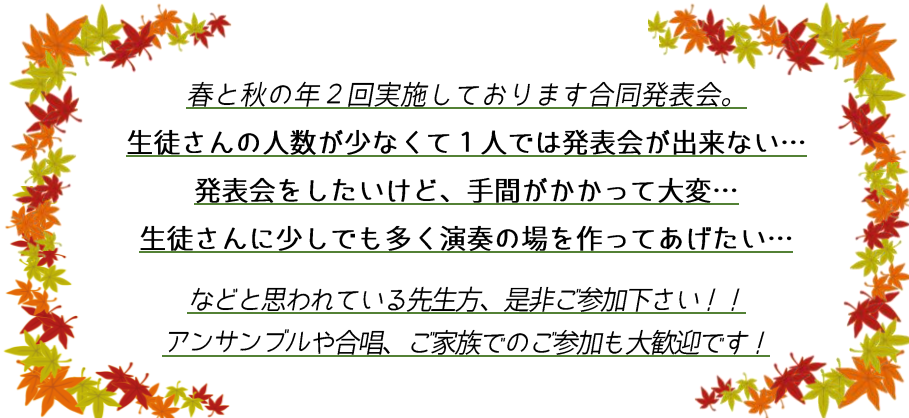 春と秋の年２回実施しております合同発表会。
生徒さんの人数が少なくて１人では発表会が出来ない…
発表会をしたいけど、手間がかかって大変…
生徒さんに少しでも多く演奏の場を作ってあげたい…
などと思われている先生方、是非ご参加下さい！！
アンサンブルや合唱、ご家族でのご参加も大歓迎です！